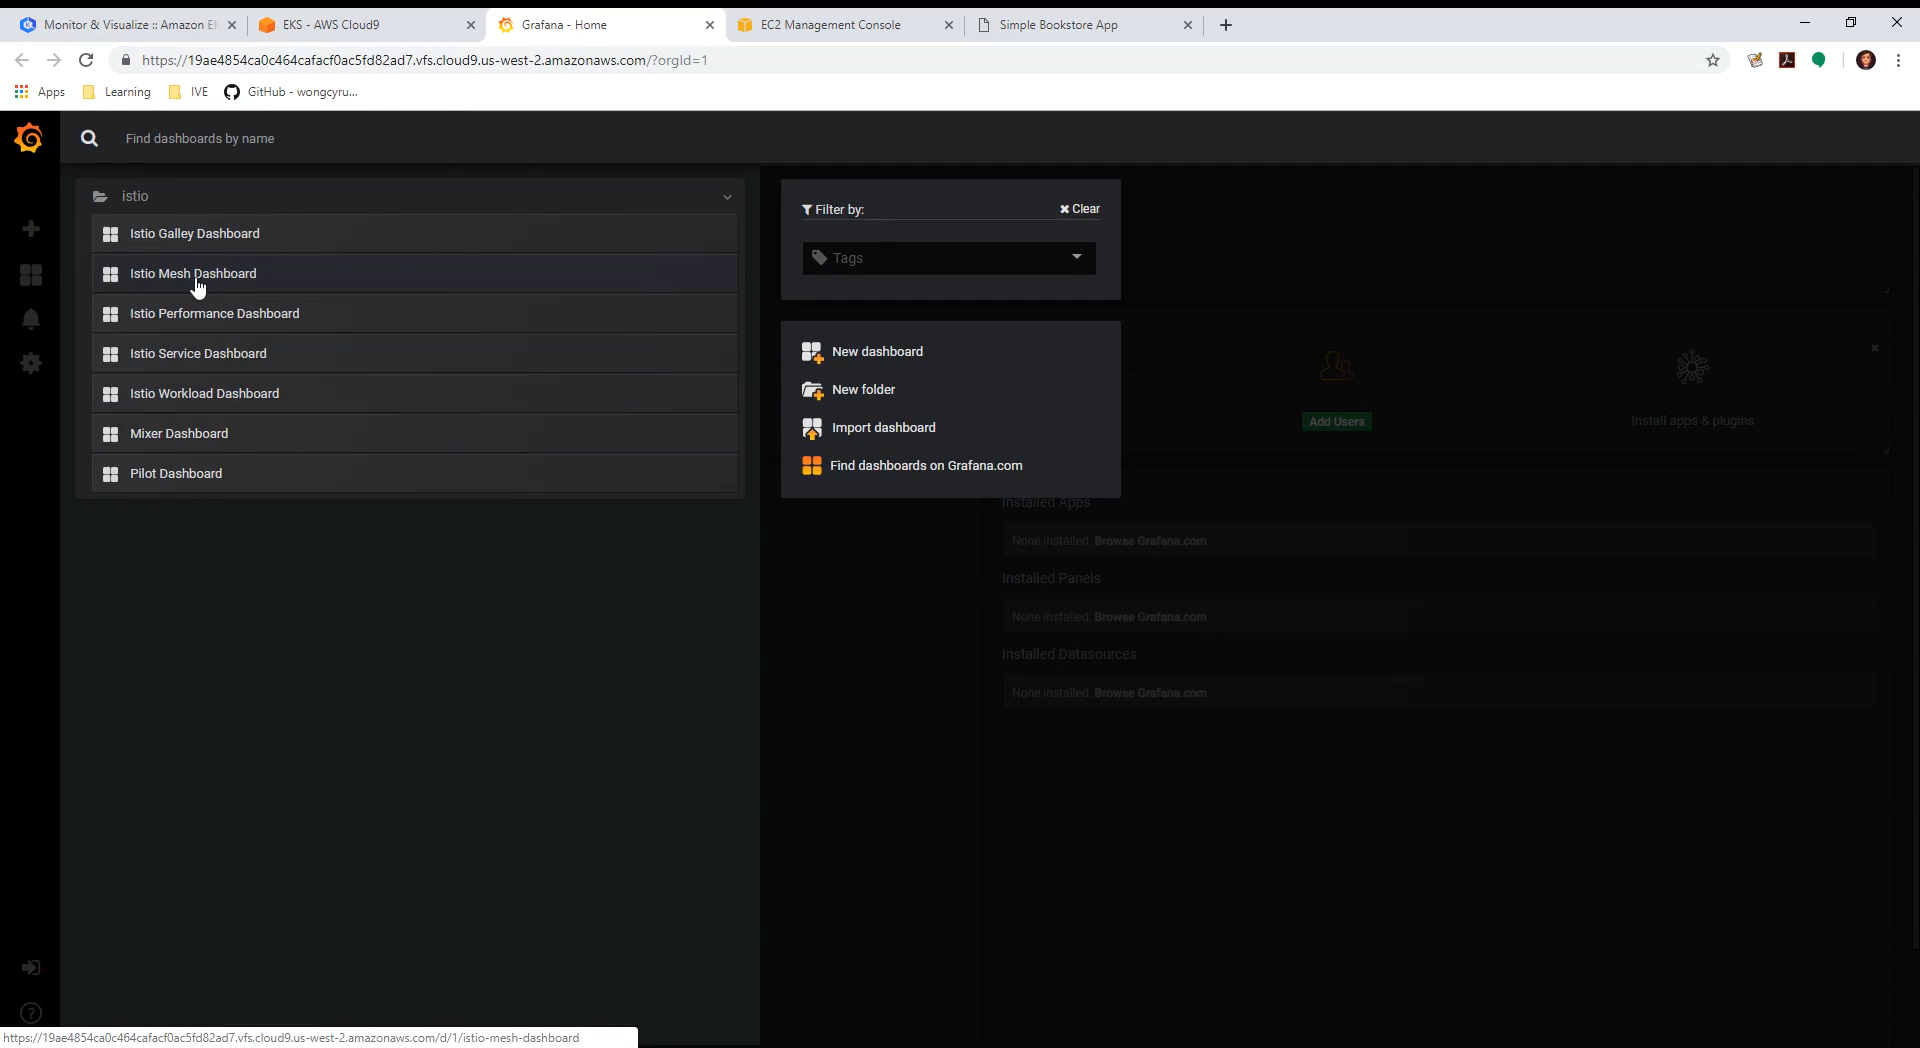 Monitor & Visualize :: Amazon E
EKS - AWS Cloud9
Grafana - Home
EC2 Management Console
Simple Bookstore App
https://19ae4854ca0c464cafacf0ac5fd82ad7.vfs.cloud9.us-west-2.amazonaws.com/?orgId=1
Apps
Learning
IVE
GitHub - wongcyru...
Find dashboards by name
istio
Istio Galley Dashboard
Istio Mesh Dashboard
Istio Performance Dashboard
Istio Service Dashboard
Istio Workload Dashboard
Mixer Dashboard
Pilot Dashboard
Filter by:
Clear
Tags
New dashboard
New folder
Import dashboard
Find dashboards on Grafana.com
Add Users
Install apps & plugins
Installed Apps
None installed. Browse Grafana.com
Installed Panels
None installed. Browse Grafana.com
Installed Datasources
None installed. Browse Grafana.com
https://19ae4854ca0c464cafacf0ac5fd82ad7.vfs.cloud9.us-west-2.amazonaws.com/d/1/istio-mesh-dashboard